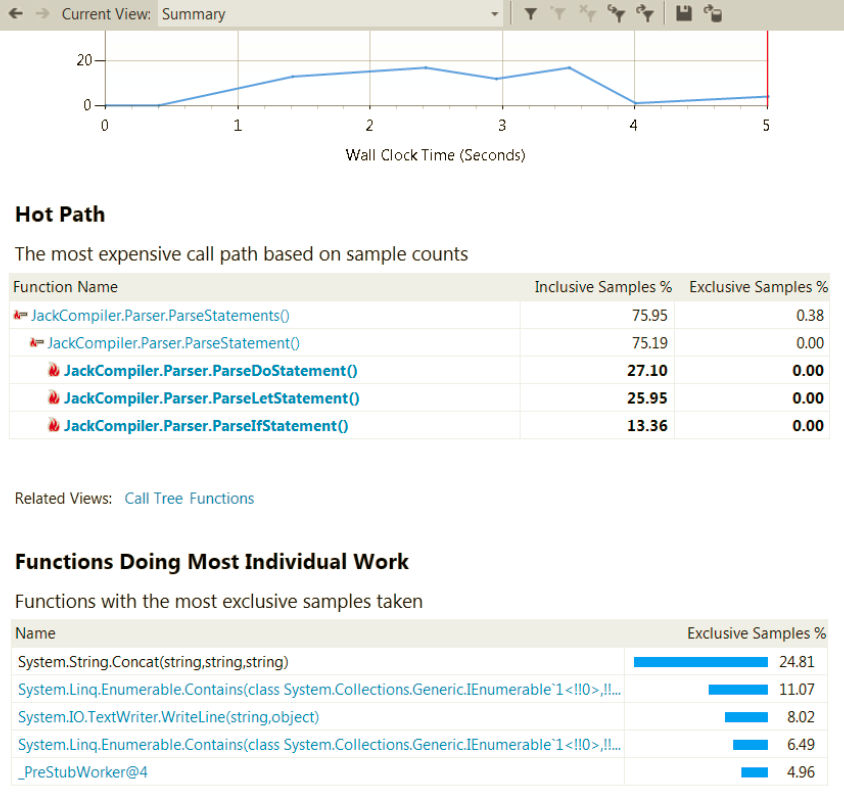 Current View: Summary
20
0
0 1 2 3 4 5
Wall Clock Time (Seconds)
Hot Path
The most expensive call path based on sample counts
Function Name Inclusive Samples % Exclusive Samples %
JackCompiler.Parser.ParseStatements() 75.95 0.38
JackCompiler.Parser.ParseStatement() 75.19 0.00
JackCompiler.Parser.ParseDoStatement() 27.10 0.00
JackCompiler.Parser.ParseLetStatement() 25.95 0.00
JackCompiler.Parser.ParseIfStatement() 13.36 0.00
Related Views: Call Tree Functions
Functions Doing Most Individual Work
Functions with the most exclusive samples taken
Name Exclusive Samples %
System.String.Concat(string,string,string) 24.81
System.Linq.Enumerable.Contains(class System.Collections.Generic.IEnumerable`1<!!0>,!!... 11.07
System.IO.TextWriter.WriteLine(string,object) 8.02
System.Linq.Enumerable.Contains(class System.Collections.Generic.IEnumerable`1<!!0>,!!... 6.49
_PreStubWorker@4 4.96